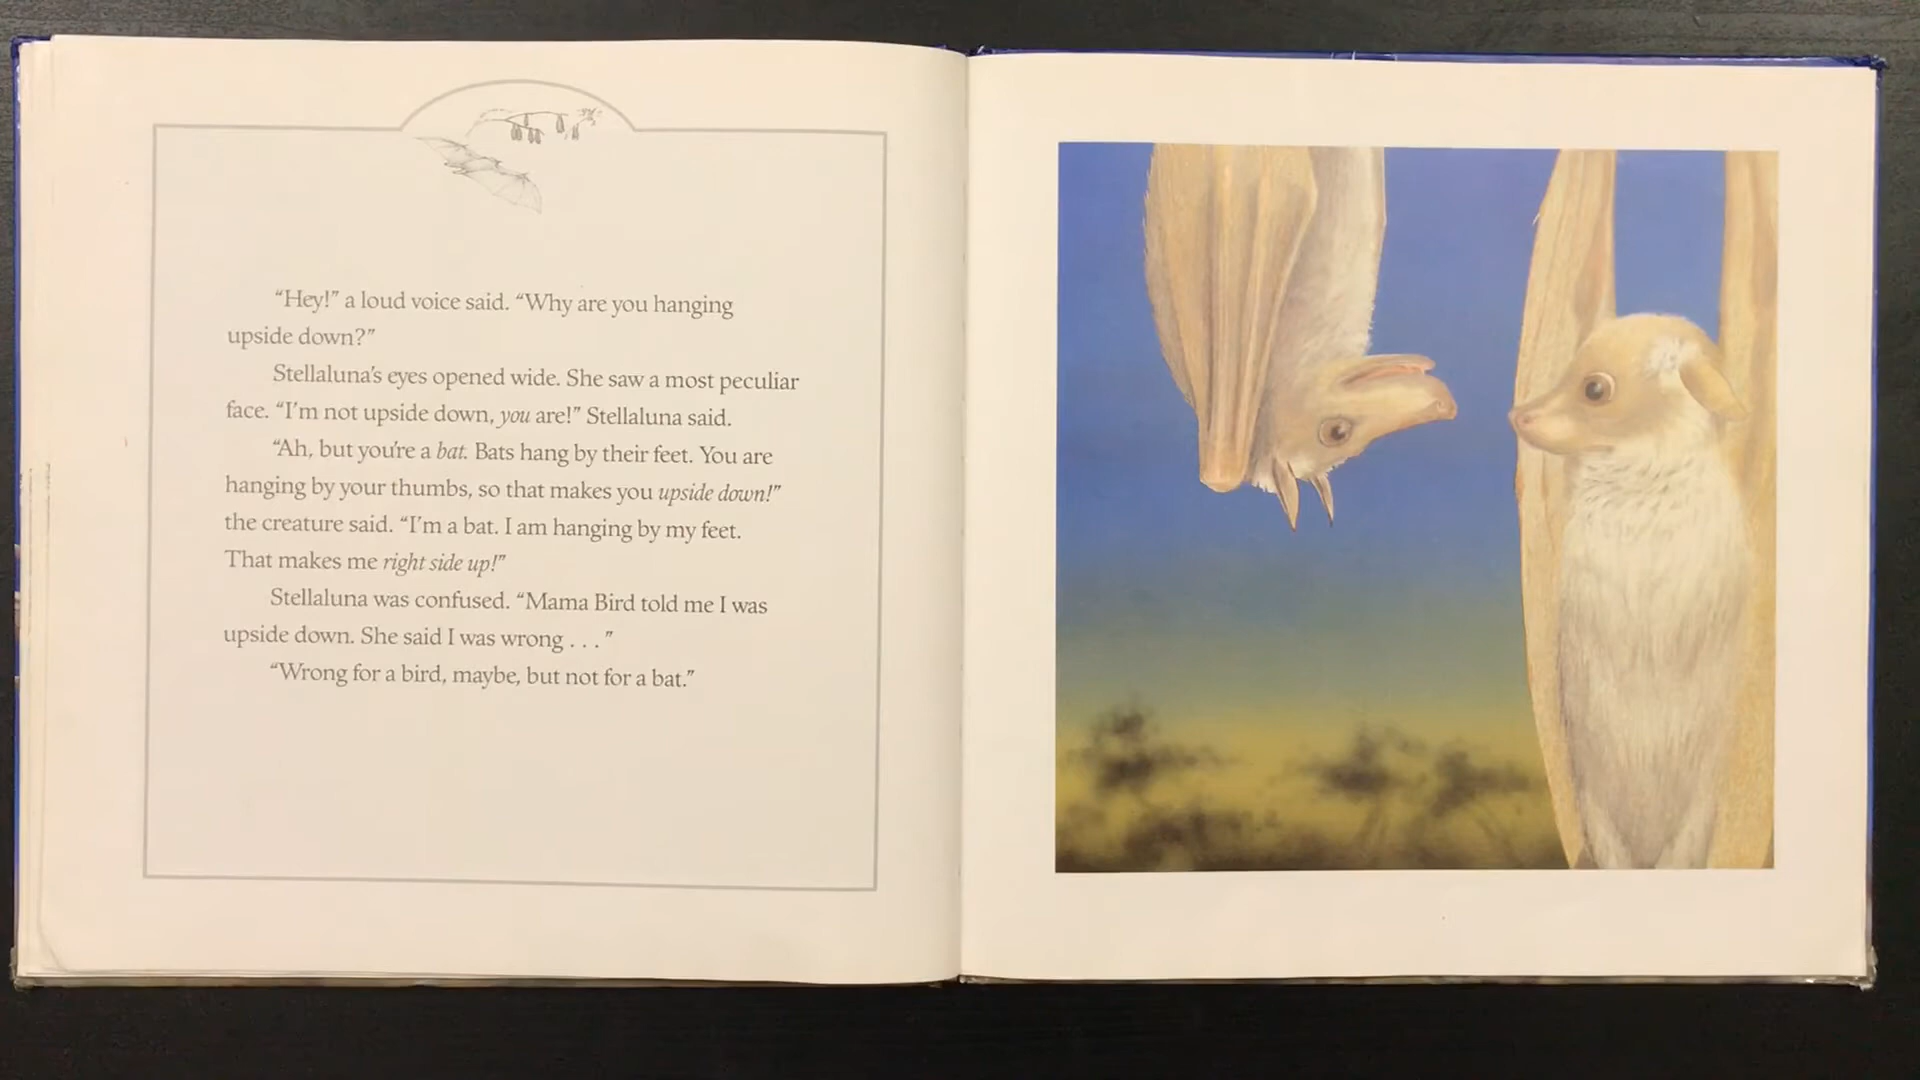 “Hey!” a loud voice said. “Why are you hanging
upside down?”
Stellaluna’s eyes opened wide. She saw a most peculiar
face. “I’m not upside down, you are!” Stellaluna said.
“Ah, but you’re a bat. Bats hang by their feet. You are
hanging by your thumbs, so that makes you upside down!”
the creature said. “I’m a bat. I am hanging by my feet.
That makes me right side up!”
Stellaluna was confused. “Mama Bird told me I was
upside down. She said I was wrong . . . ”
“Wrong for a bird, maybe, but not for a bat.”